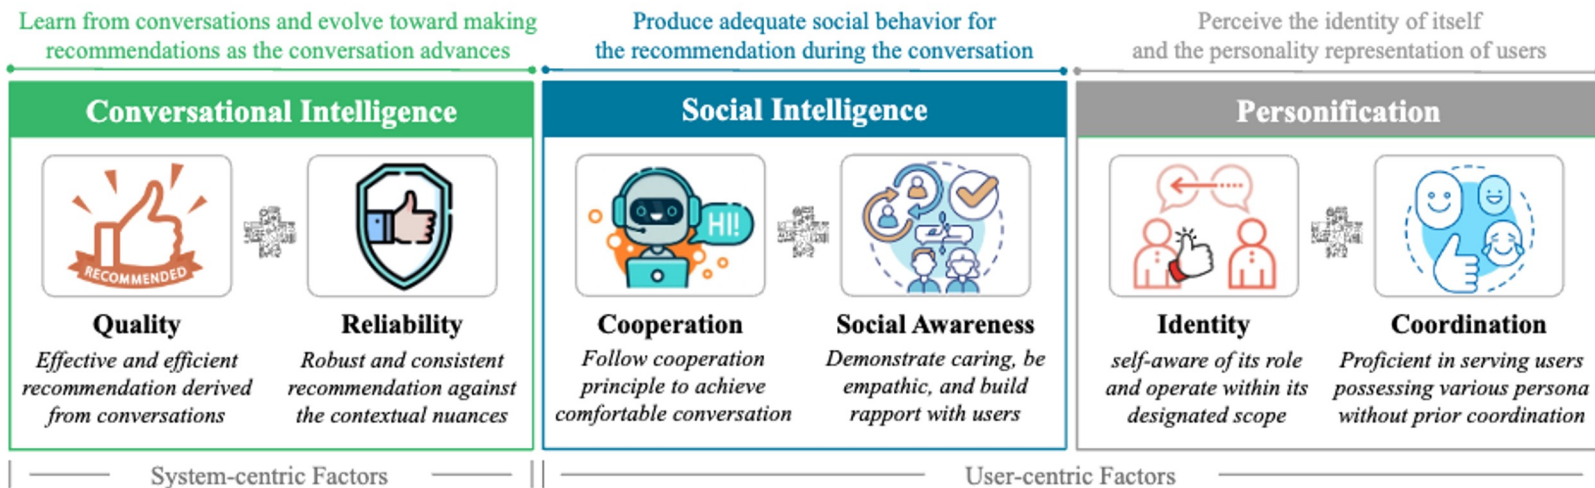 Learn from conversations and evolve toward making
recommendations as the conversation advances
Produce adequate social behavior for
the recommendation during the conversation
Perceive the identity of itself
and the personality representation of users
Conversational Intelligence
Social Intelligence
Personification
RECOMMENDED
HI!
Quality
Effective and efficient
recommendation derived
from conversations
Reliability
Robust and consistent
recommendation against
the contextual nuances
Cooperation
Follow cooperation
principle to achieve
comfortable conversation
Social Awareness
Demonstrate caring, be
empathic, and build
rapport with users
Identity
self-aware of its role
and operate within its
designated scope
Coordination
Proficient in serving users
possessing various persona
without prior coordination
System-centric Factors
User-centric Factors